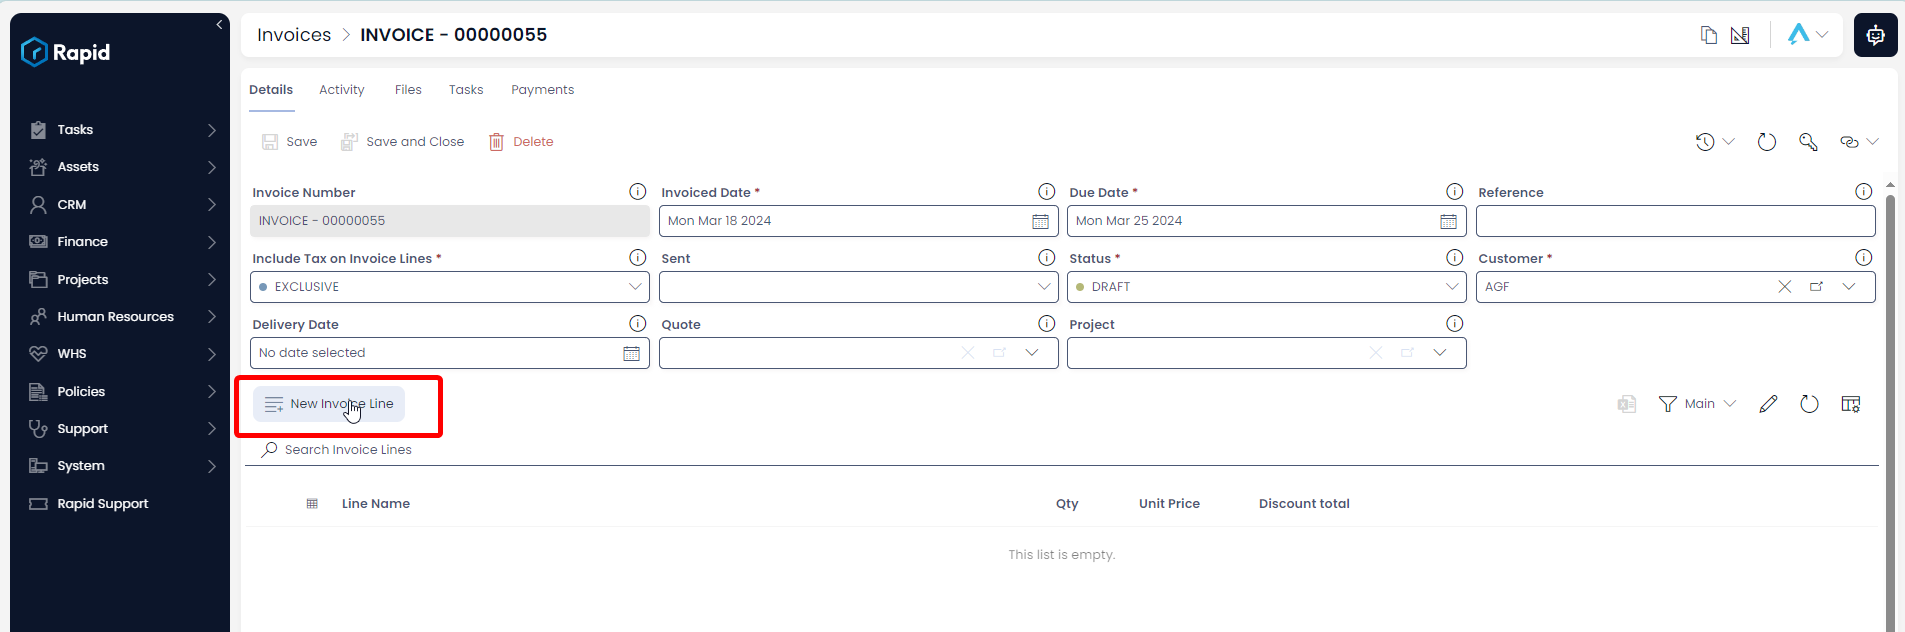 Rapid
Invoices > INVOICE - 00000055
Tasks
Assets
CRM
Finance
Projects
Human Resources
WHS
Policies
Support
System
Rapid Support
Details Activity Files Tasks Payments
Save Save and Close Delete
Invoice Number Invoiced Date * Due Date * Reference
INVOICE - 00000055 Mon Mar 18 2024 Mon Mar 25 2024
Include Tax on Invoice Lines * Sent Status * Customer *
EXCLUSIVE DRAFT AGF
Delivery Date Quote Project
No date selected
New Invoice Line Main
Search Invoice Lines
Line Name Qty Unit Price Discount total
This list is empty.